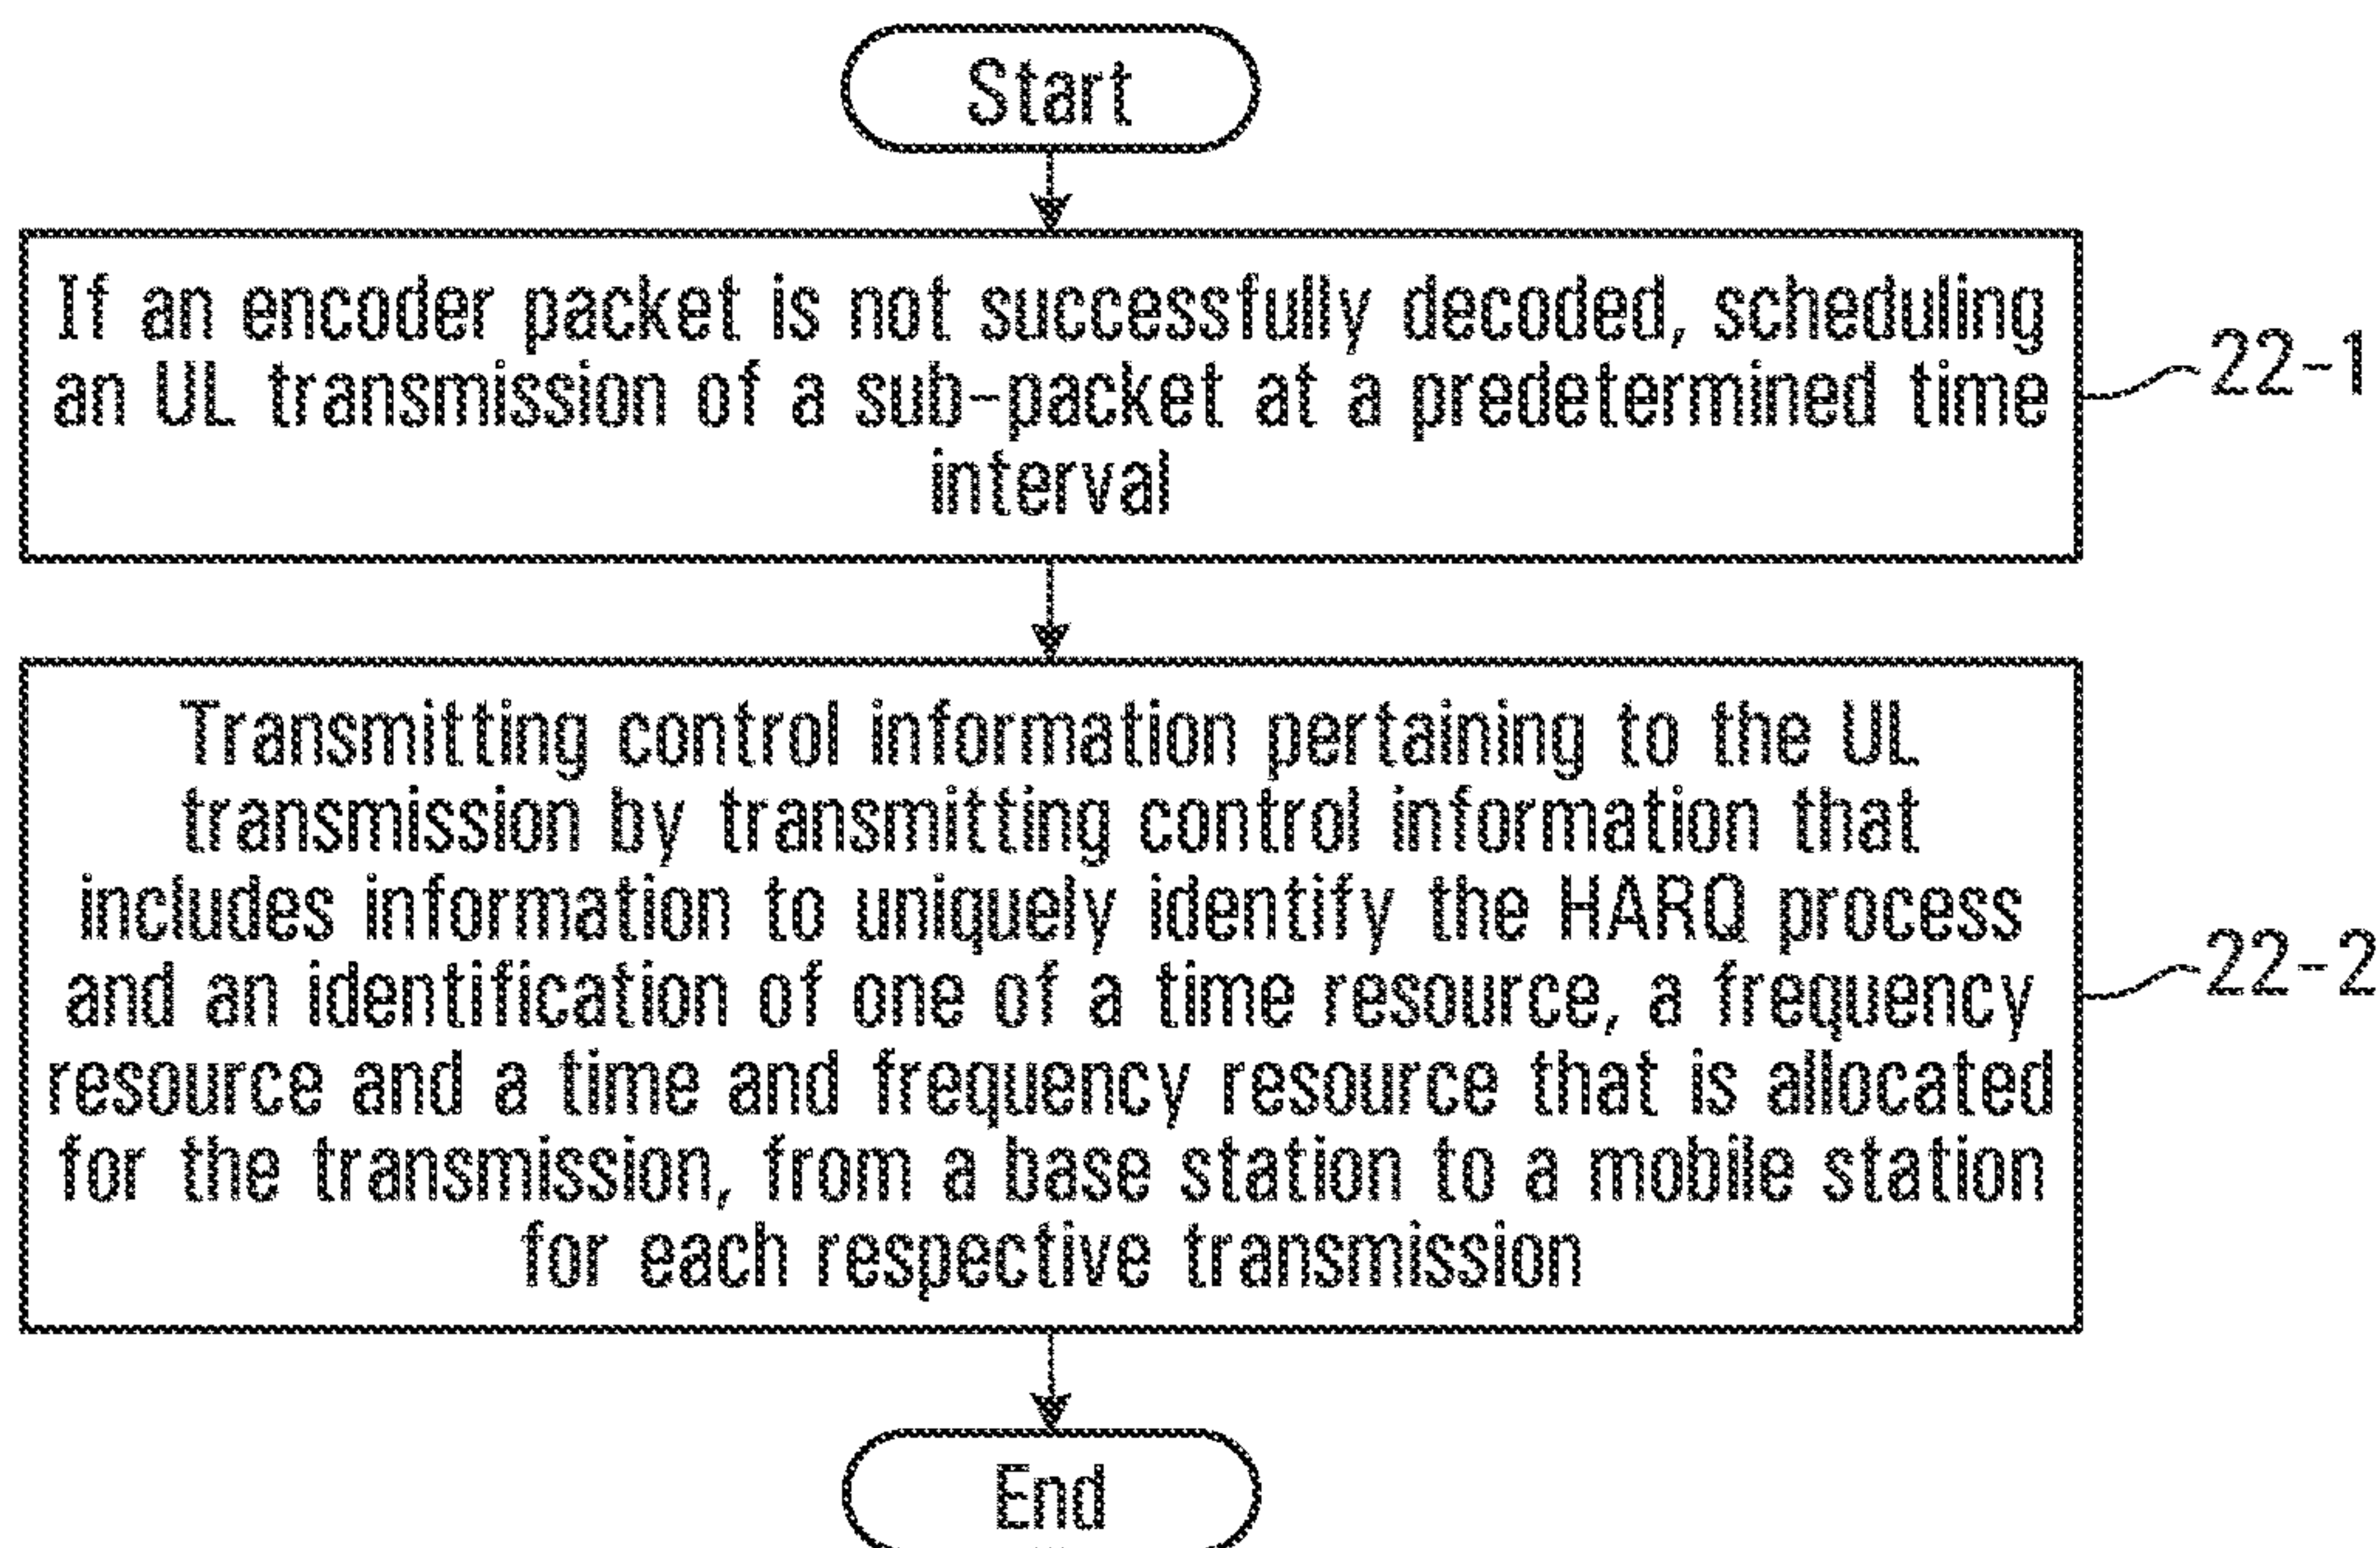 Start
If an encoder packet is not successfully decoded, scheduling
an UL transmission of a sub-packet at a predetermined time
interval
22-1
Transmitting control information pertaining to the UL
transmission by transmitting control information that
includes information to uniquely identify the HARQ process
and an identification of one of a time resource, a frequency
resource and a time and frequency resource that is allocated
for the transmission, from a base station to a mobile station
for each respective transmission
22-2
End